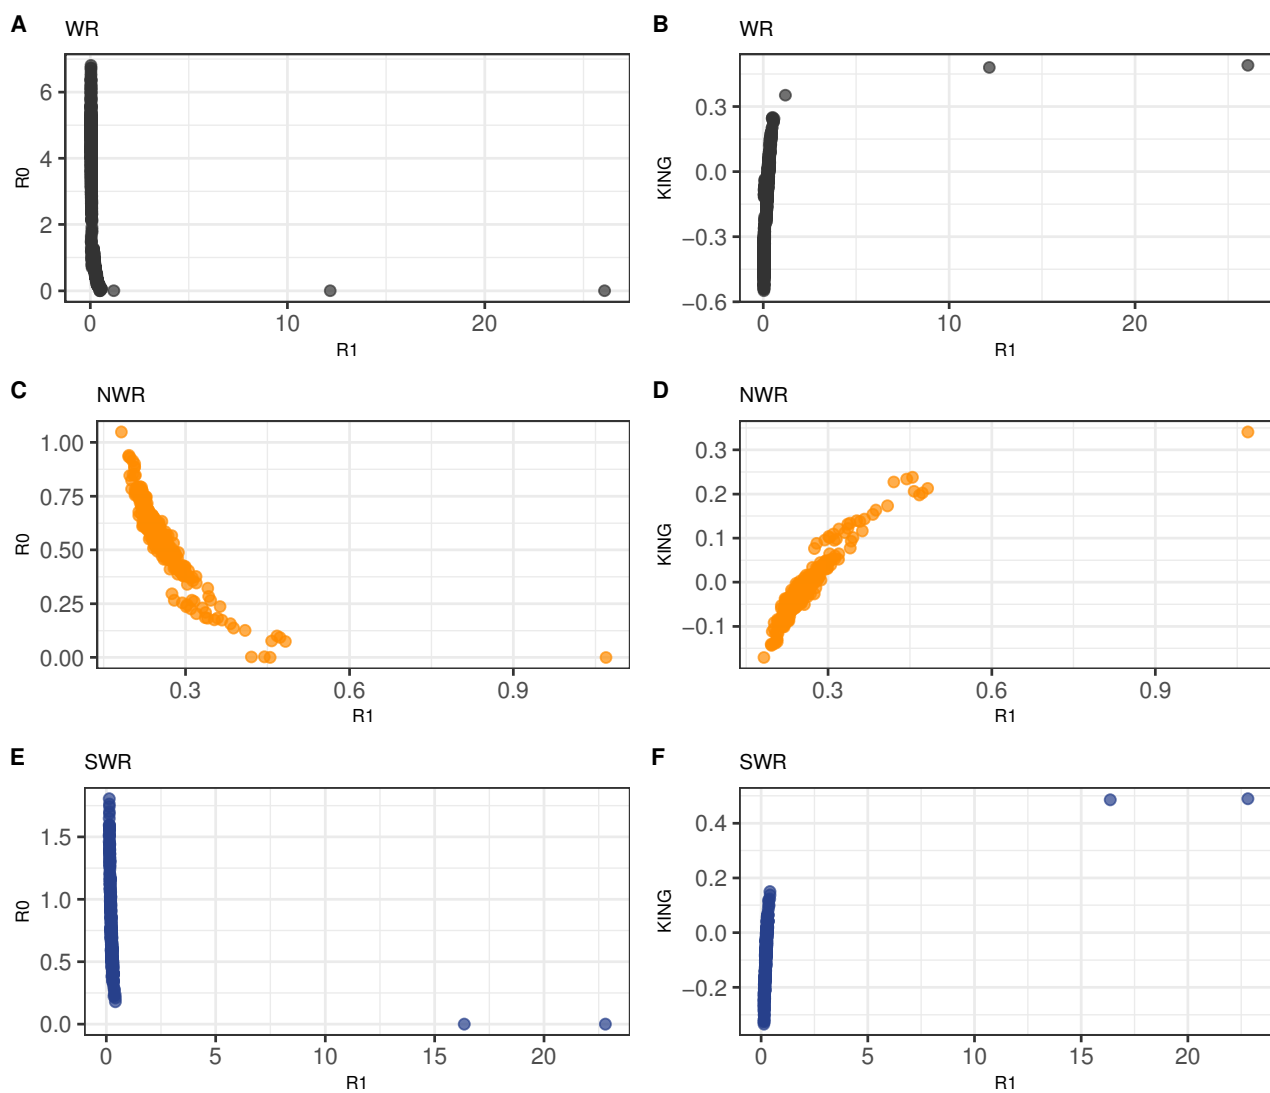 A WR
6
4
2
0
R0
0 10 20
R1
B WR
0.3
0.0
−0.3
−0.6
KING
0 10 20
R1
C NWR
1.00
0.75
0.50
0.25
0.00
R0
0.3 0.6 0.9
R1
D NWR
0.3
0.2
0.1
0.0
−0.1
KING
0.3 0.6 0.9
R1
E SWR
1.5
1.0
0.5
0.0
R0
0 5 10 15 20
R1
F SWR
0.4
0.2
0.0
−0.2
KING
0 5 10 15 20
R1